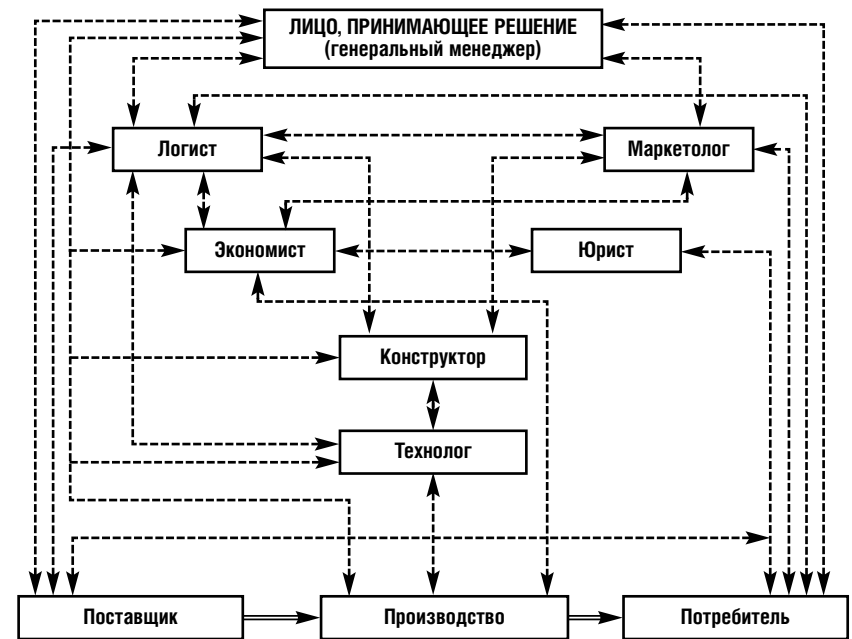 ЛИЦО, ПРИНИМАЮЩЕЕ РЕШЕНИЕ
(генеральный менеджер)
Логист
Маркетолог
Экономист
Юрист
Конструктор
Технолог
Поставщик
Производство
Потребитель